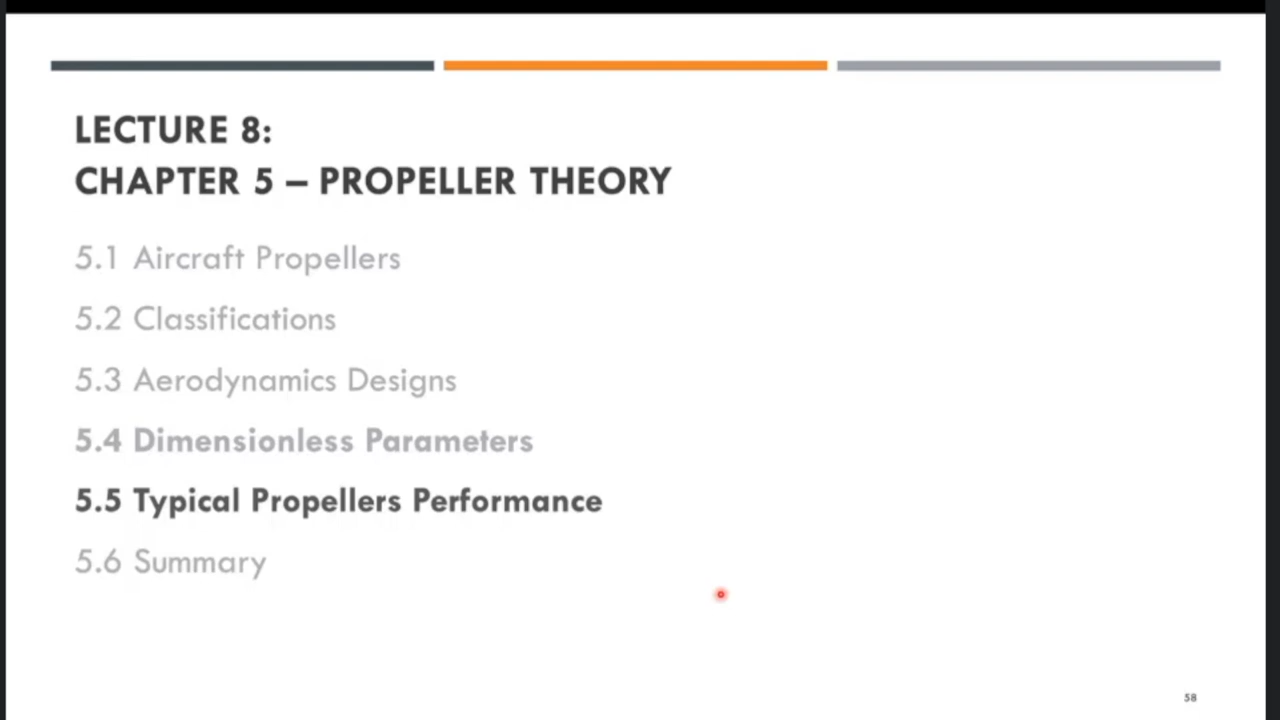 LECTURE 8:
CHAPTER 5 – PROPELLER THEORY
5.1 Aircraft Propellers
5.2 Classifications
5.3 Aerodynamics Designs
5.4 Dimensionless Parameters
5.5 Typical Propellers Performance
5.6 Summary
58